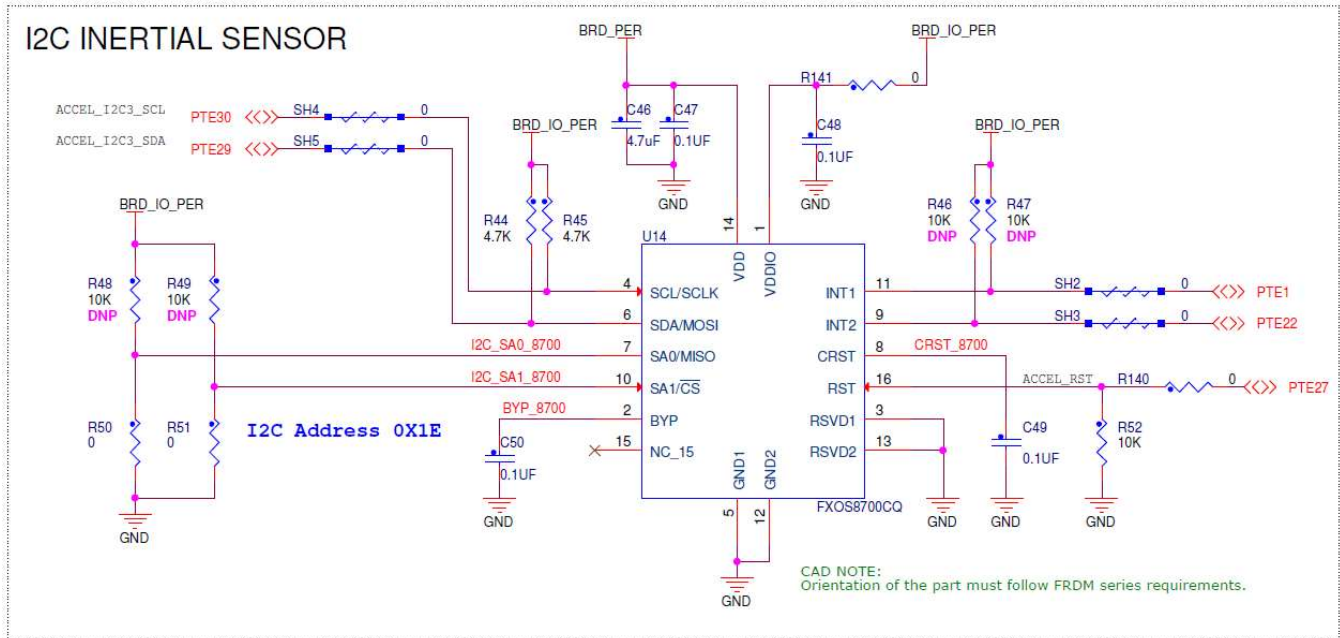 I2C INERTIAL SENSOR
BRD_PER
BRD_IO_PER
R141
0
ACCEL_I2C3_SCL
PTE30
SH4
0
C46
4.7uF
C47
0.1UF
C48
0.1UF
ACCEL_I2C3_SDA
PTE29
SH5
0
BRD_IO_PER
BRD_IO_PER
GND
GND
BRD_IO_PER
R44
4.7K
R45
4.7K
R46
10K
DNP
R47
10K
DNP
U14
14
VDD
1
VDDIO
R48
10K
DNP
R49
10K
DNP
4
SCL/SCLK
INT1
11
SH2
0
PTE1
6
SDA/MOSI
INT2
9
SH3
0
PTE22
I2C_SA0_8700
7
SA0/MISO
CRST
8
CRST_8700
I2C_SA1_8700
10
SA1/CS
RST
16
ACCEL_RST
R140
0
PTE27
BYP_8700
2
BYP
RSVD1
3
R50
0
R51
0
I2C Address 0X1E
C50
0.1UF
15
NC_15
RSVD2
13
C49
0.1UF
R52
10K
GND1
GND2
FXOS8700CQ
GND
GND
5
12
GND
GND
GND
GND
CAD NOTE:
Orientation of the part must follow FRDM series requirements.